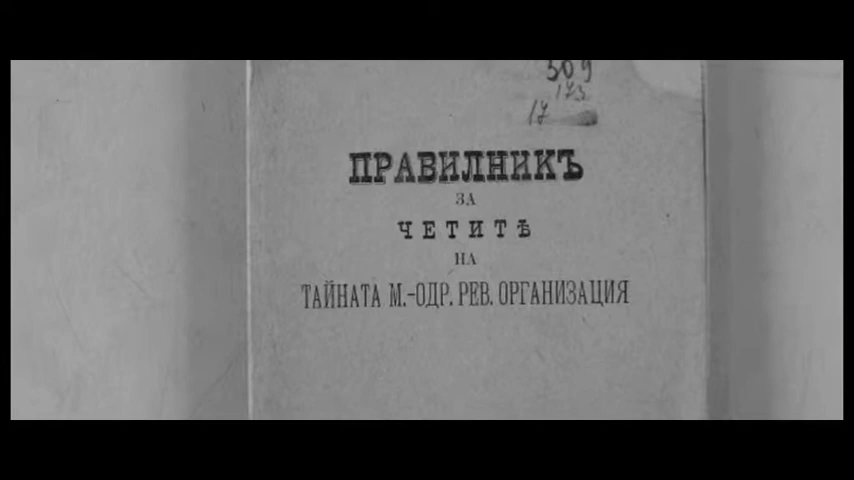 309
173
17
ПРАВИЛНИКЪ
ЗА
ЧЕТИТѢ
НА
ТАЙНАТА М.-ОДР. РЕВ. ОРГАНИЗАЦИЯ